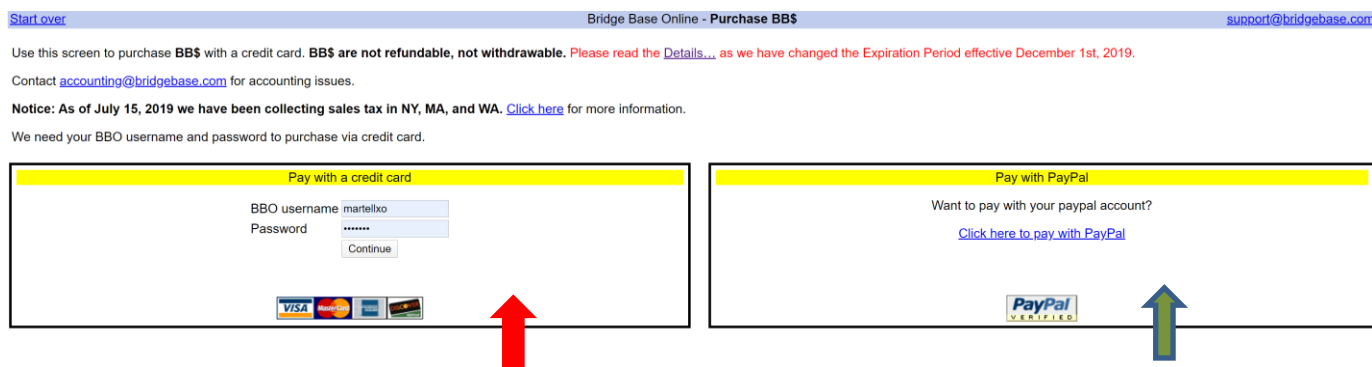 Start over
Bridge Base Online - Purchase BB$
support@bridgebase.com
Use this screen to purchase BB$ with a credit card. BB$ are not refundable, not withdrawable. Please read the Details... as we have changed the Expiration Period effective December 1st, 2019.
Contact accounting@bridgebase.com for accounting issues.
Notice: As of July 15, 2019 we have been collecting sales tax in NY, MA, and WA. Click here for more information.
We need your BBO username and password to purchase via credit card.
Pay with a credit card
BBO username martellxo
Password •••••••
Continue
VISA MasterCard
Pay with PayPal
Want to pay with your paypal account?
Click here to pay with PayPal
PayPal
VERIFIED